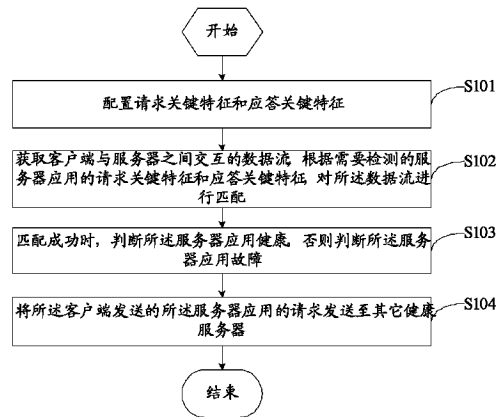 开始
S101
配置请求关键特征和应答关键特征
获取客户端与服务器之间交互的数据流,根据需要检测的服
S102
务器应用的请求关键特征和应答关键特征,对所述数据流进
行匹配
S103
匹配成功时，判断所述服务器应用健康,否则判断所述服务
器应用故障
S104
将所述客户端发送的所述服务器应用的请求发送至其它健康
服务器
结束